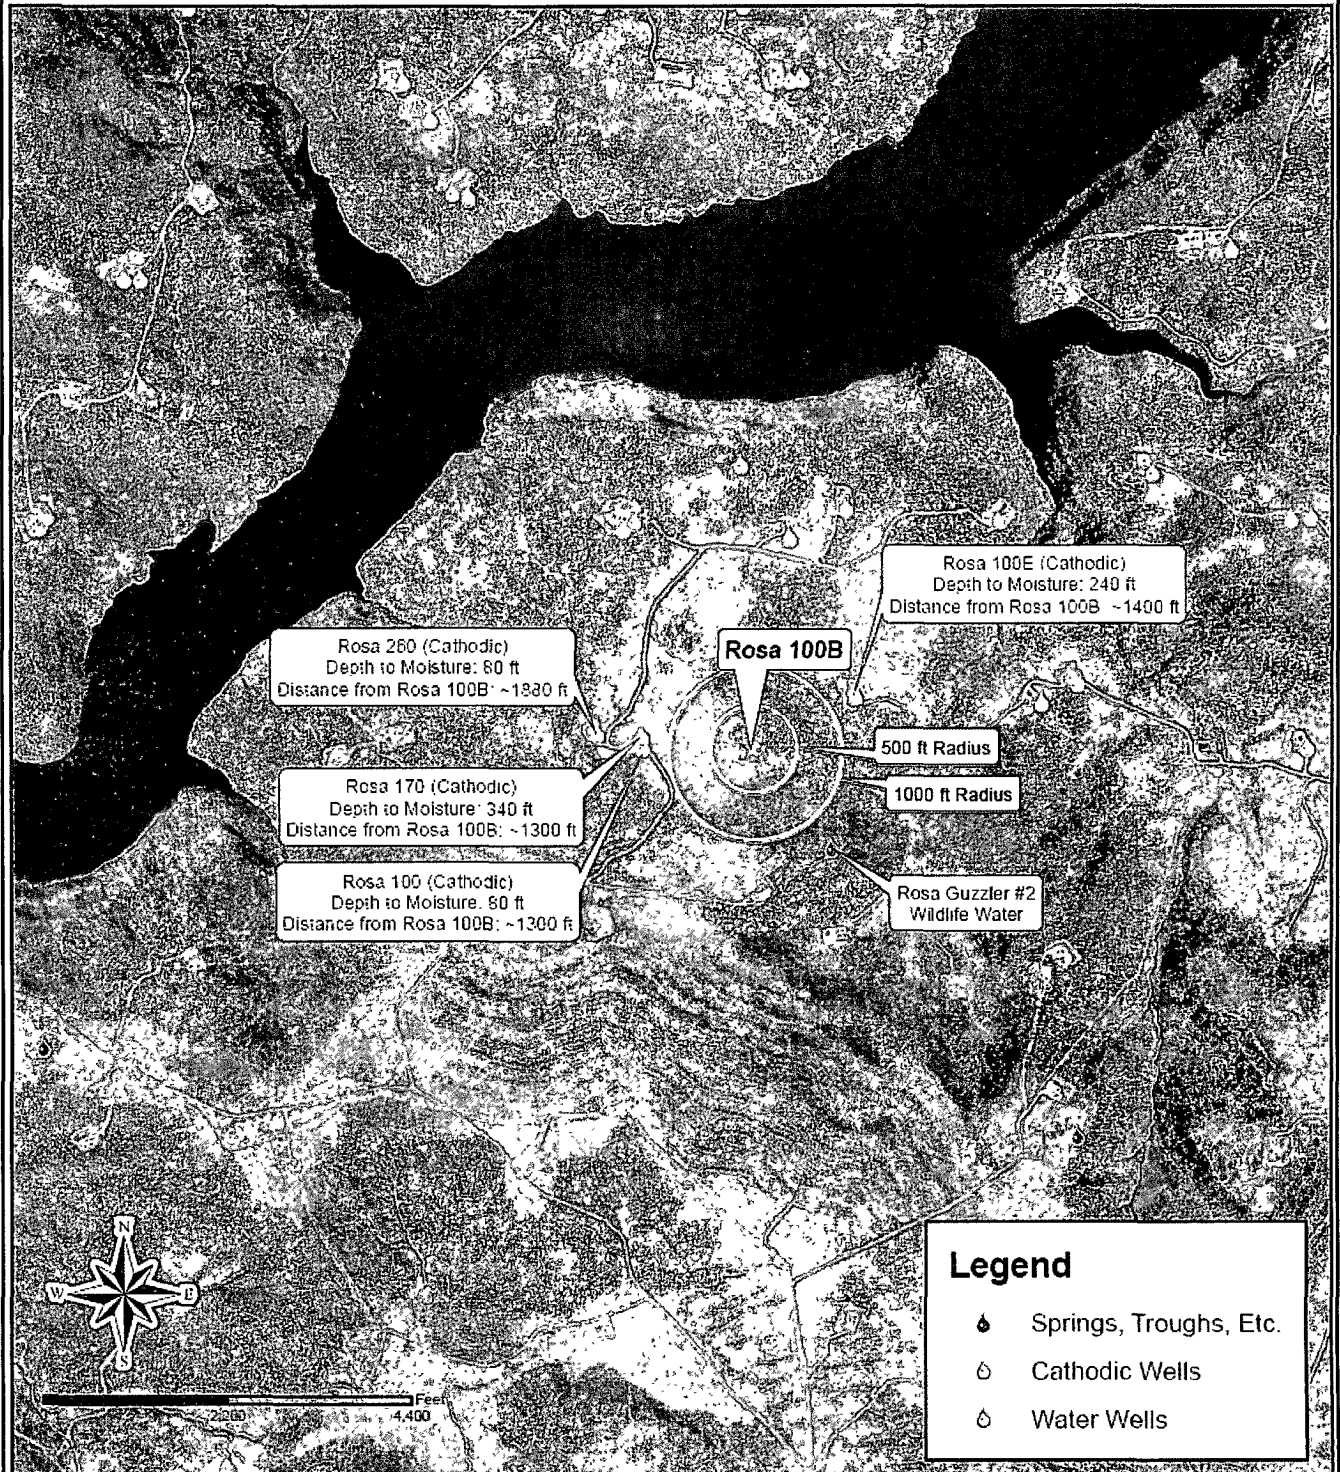 Rosa 100E (Cathodic)
Depth to Moisture: 240 ft
Distance from Rosa 100B ~1400 ft
Rosa 280 (Cathodic)
Depth to Moisture: 80 ft
Distance from Rosa 100B: ~1880 ft
Rosa 100B
500 ft Radius
Rosa 170 (Cathodic)
Depth to Moisture: 340 ft
Distance from Rosa 100B: ~1300 ft
1000 ft Radius
Rosa 100 (Cathodic)
Depth to Moisture. 80 ft
Distance from Rosa 100B: ~1300 ft
Rosa Guzzler #2
Wildlife Water
N
W E
S
Feet
2,200 4,400
Legend
Springs, Troughs, Etc.
Cathodic Wells
Water Wells